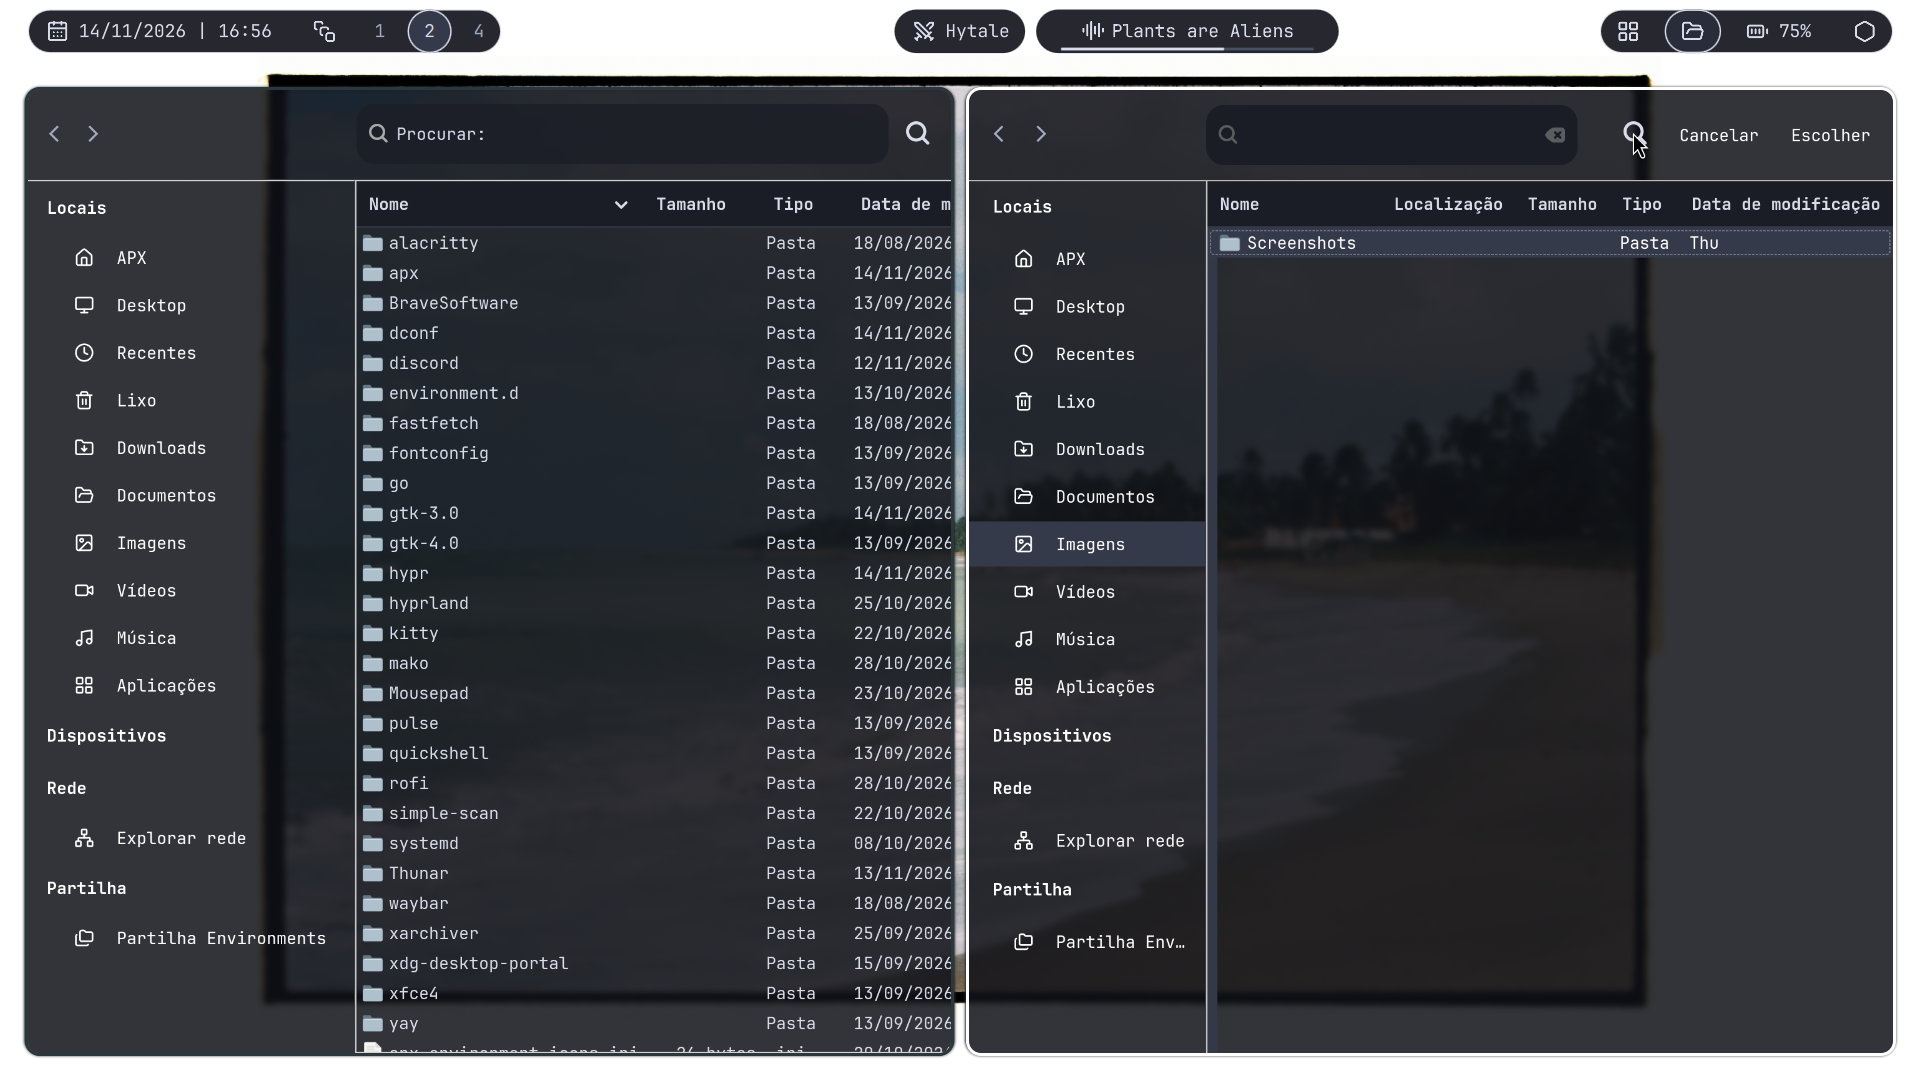 14/11/2026 | 16:56
1
2
4
Hytale
Plants are Aliens
75%
Procurar:
Locais
APX
Desktop
Recentes
Lixo
Downloads
Documentos
Imagens
Vídeos
Música
Aplicações
Dispositivos
Rede
Explorar rede
Partilha
Partilha Environments
Nome Tamanho Tipo Data de m
alacritty Pasta 18/08/2026
apx Pasta 14/11/2026
BraveSoftware Pasta 13/09/2026
dconf Pasta 14/11/2026
discord Pasta 12/11/2026
environment.d Pasta 13/10/2026
fastfetch Pasta 18/08/2026
fontconfig Pasta 13/09/2026
go Pasta 13/09/2026
gtk-3.0 Pasta 14/11/2026
gtk-4.0 Pasta 13/09/2026
hypr Pasta 14/11/2026
hyprland Pasta 25/10/2026
kitty Pasta 22/10/2026
mako Pasta 28/10/2026
Mousepad Pasta 23/10/2026
pulse Pasta 13/09/2026
quickshell Pasta 13/09/2026
rofi Pasta 28/10/2026
simple-scan Pasta 22/10/2026
systemd Pasta 08/10/2026
Thunar Pasta 13/11/2026
waybar Pasta 18/08/2026
xarchiver Pasta 25/09/2026
xdg-desktop-portal Pasta 15/09/2026
xfce4 Pasta 13/09/2026
yay Pasta 13/09/2026
Cancelar
Escolher
Locais
APX
Desktop
Recentes
Lixo
Downloads
Documentos
Imagens
Vídeos
Música
Aplicações
Dispositivos
Rede
Explorar rede
Partilha
Partilha Env…
Nome Localização Tamanho Tipo Data de modificação
Screenshots Pasta Thu